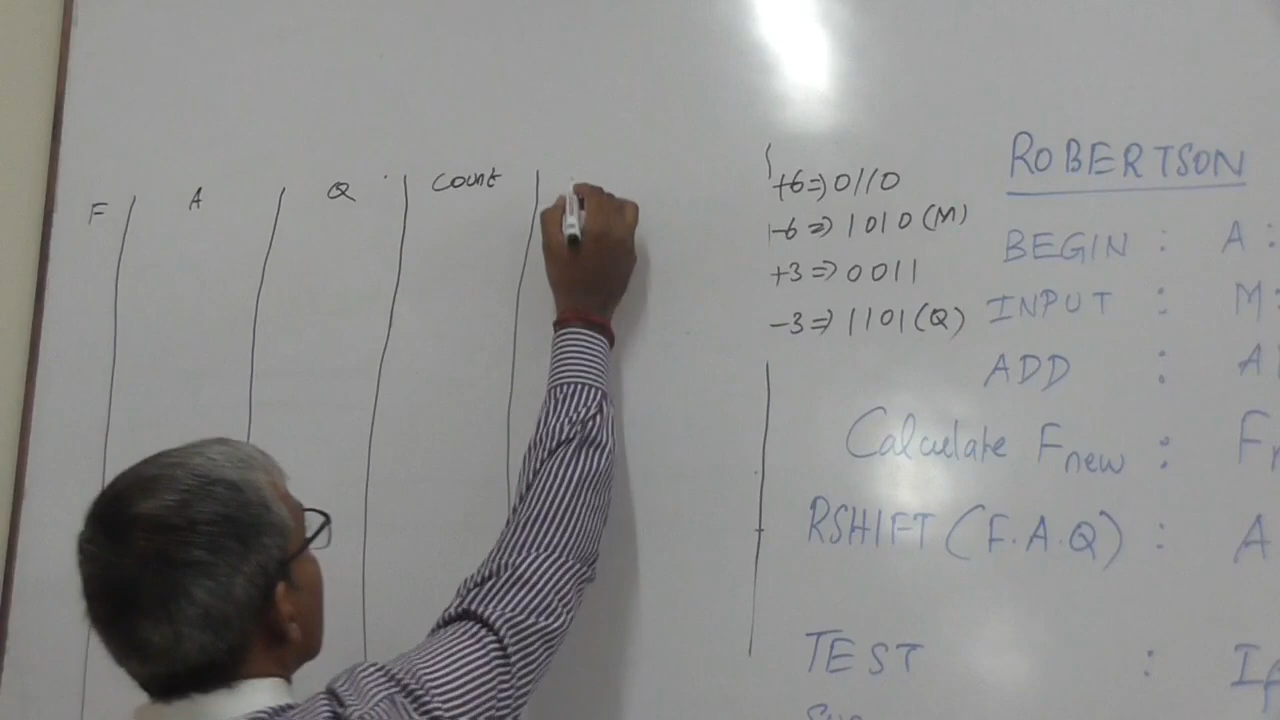 F A Q Count
+6 => 0110
-6 => 1010 (M)
+3 => 0011
-3 => 1101 (Q)
ROBERTSON
BEGIN : A :
INPUT : M :
ADD : A
Calculate Fnew : F
RSHIFT (F.A.Q) : A
TEST : If